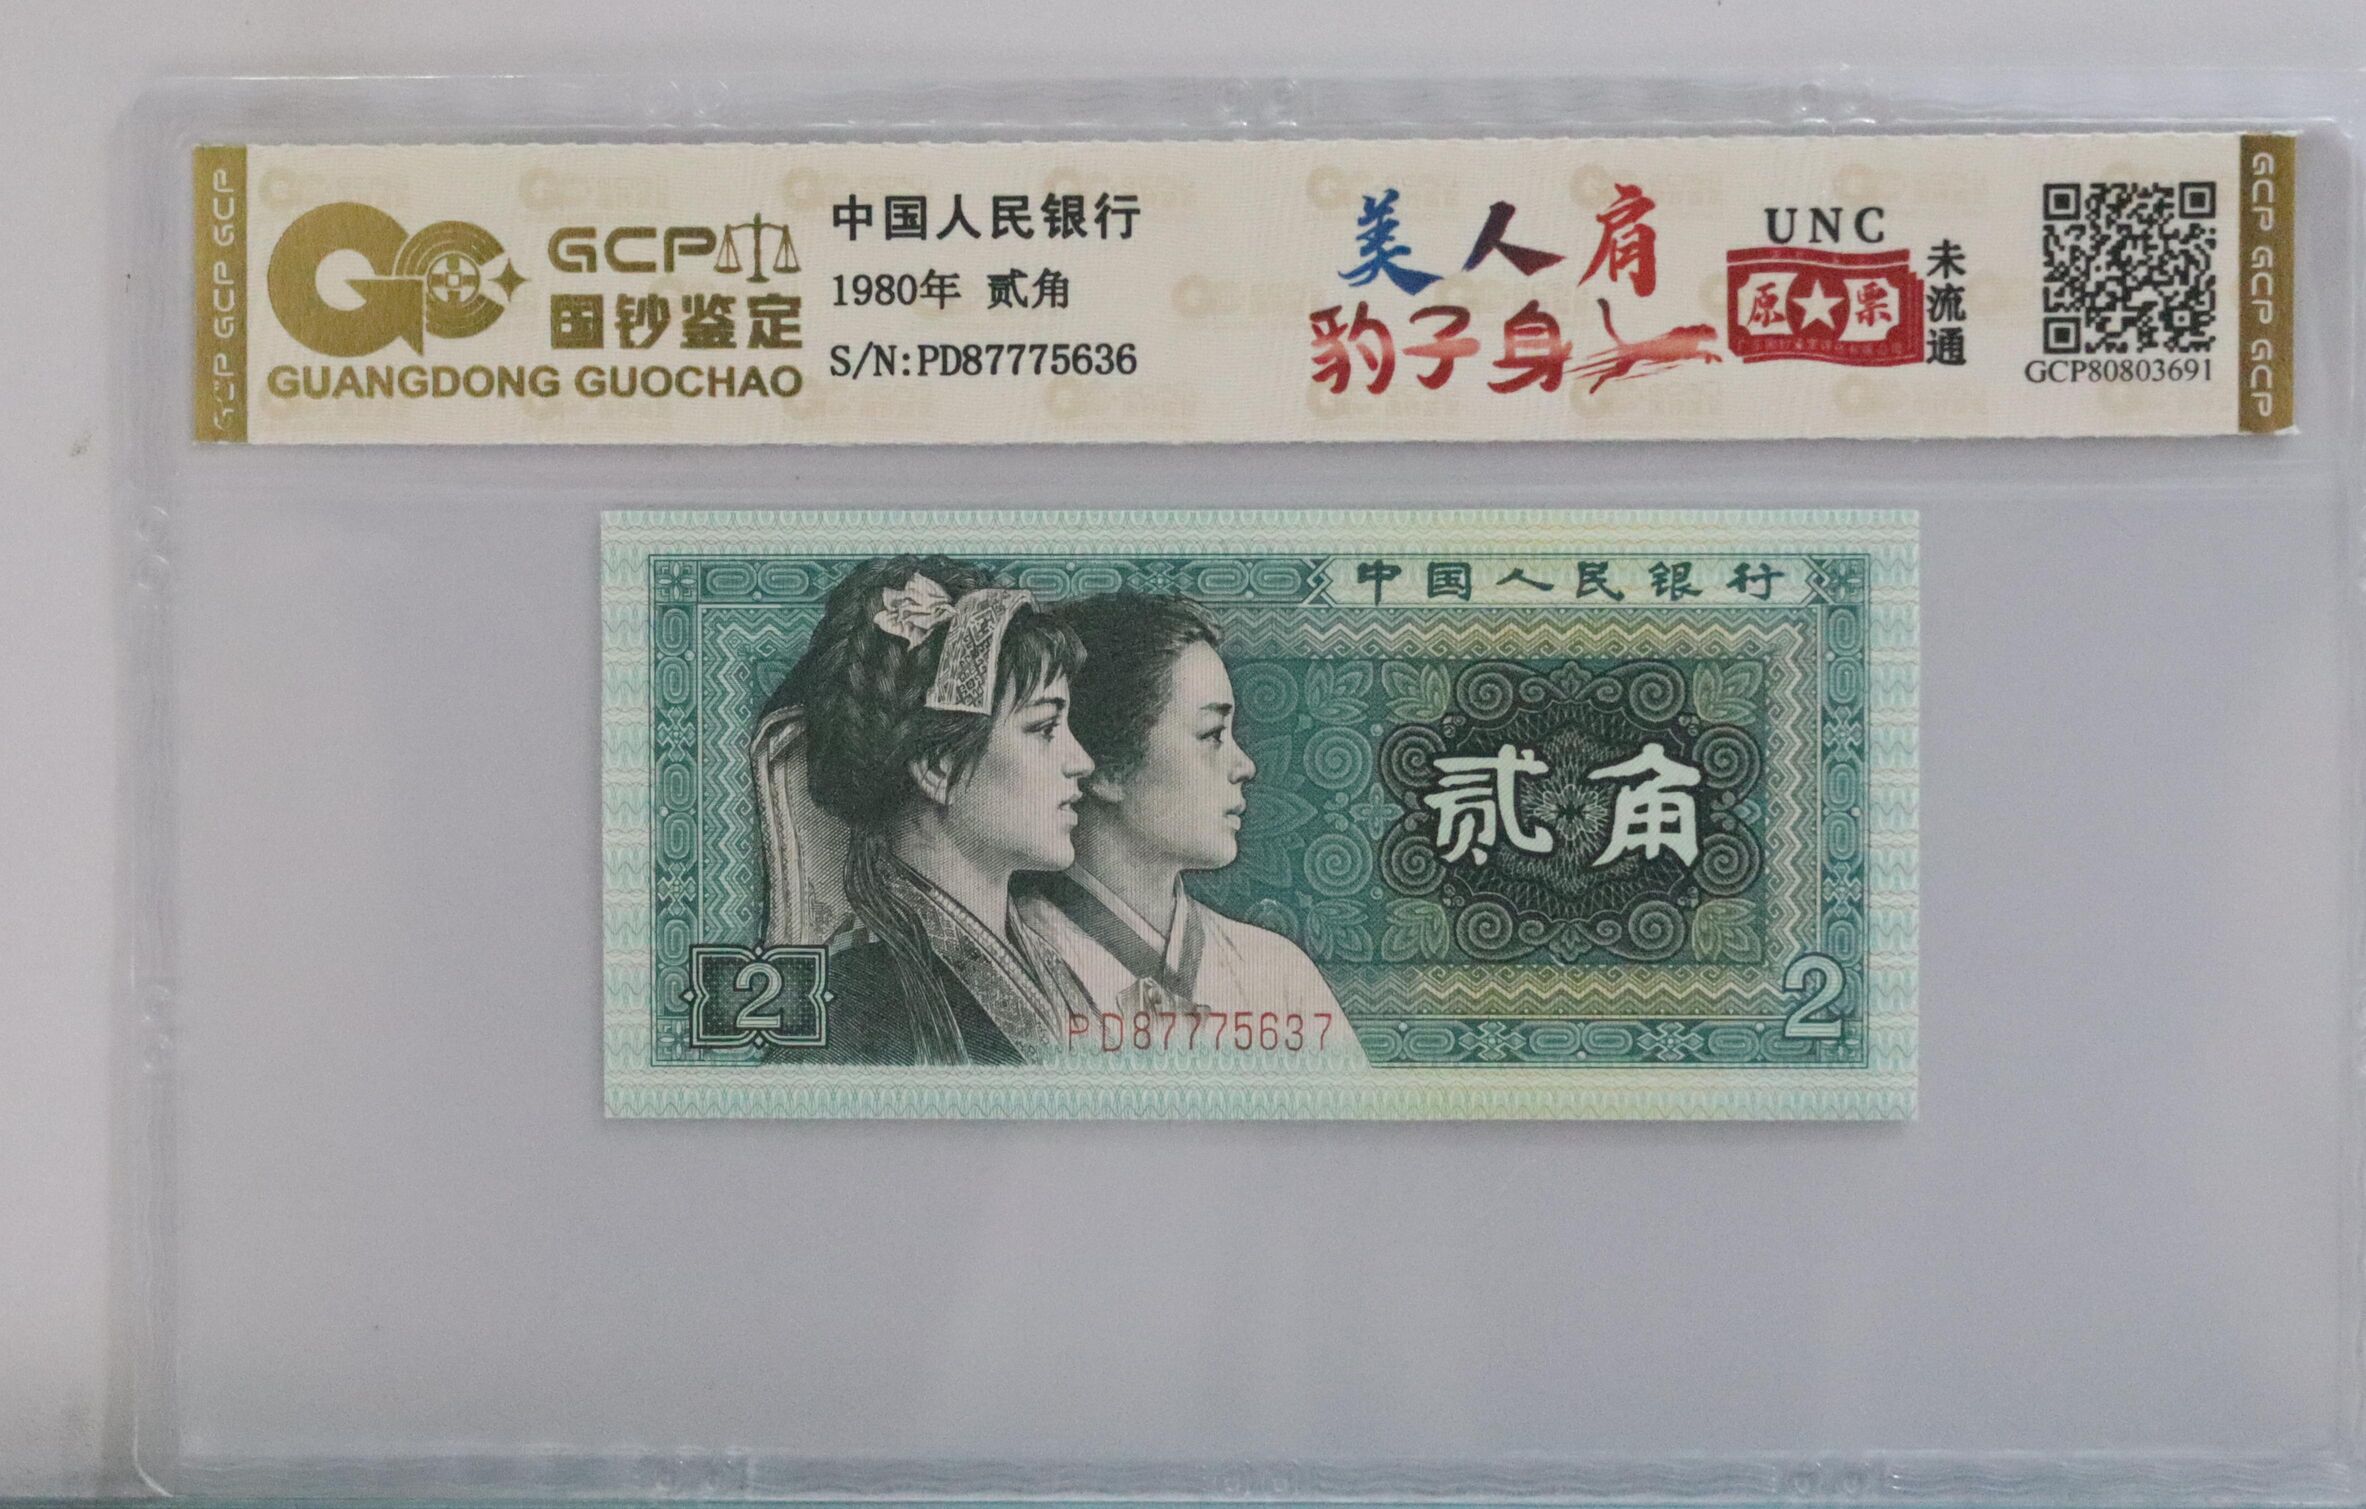 GCP GCP GCP
GCP
国钞鉴定
GUANGDONG GUOCHAO
中国人民银行
1980年 贰角
S/N:PD87775636
美人肩
豹子身
UNC
原★票
未流通
GCP80803691
GCP GCP GCP
中国人民银行
贰角
2
PD87775637
2